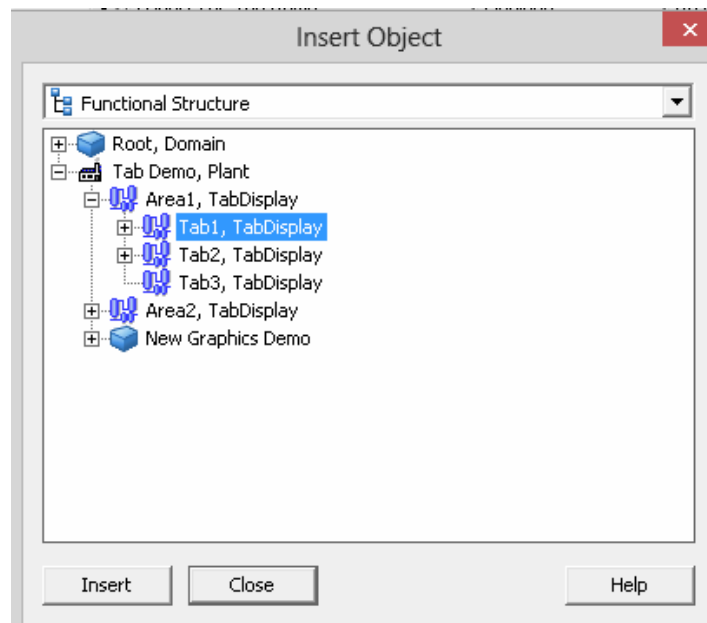 Insert Object
Functional Structure
Root, Domain
Tab Demo, Plant
Area1, TabDisplay
Tab1, TabDisplay
Tab2, TabDisplay
Tab3, TabDisplay
Area2, TabDisplay
New Graphics Demo
Insert Close Help